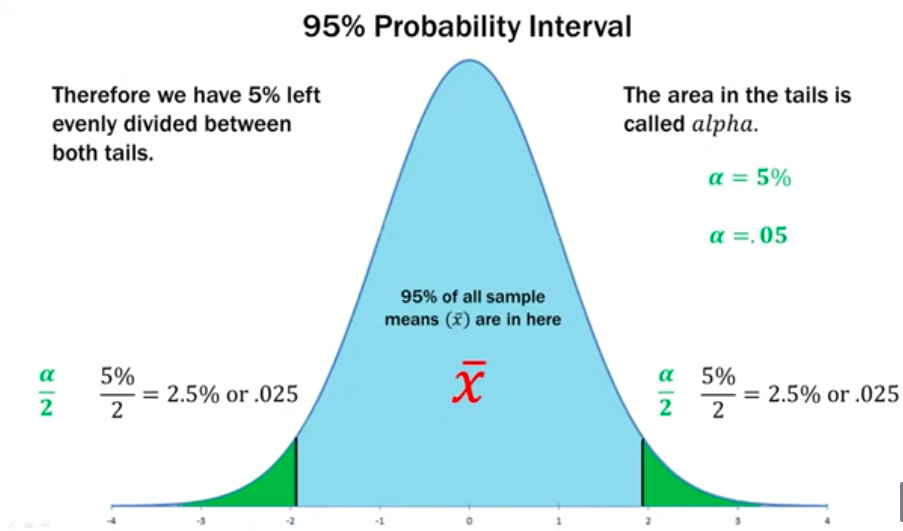 95% Probability Interval
Therefore we have 5% left
evenly divided between
both tails.
The area in the tails is
called alpha.
α = 5%
α =.05
95% of all sample
means (x̄) are in here
x̄
α/2 5%/2 = 2.5% or .025
α/2 5%/2 = 2.5% or .025
-4 -3 -2 -1 0 1 2 3 4